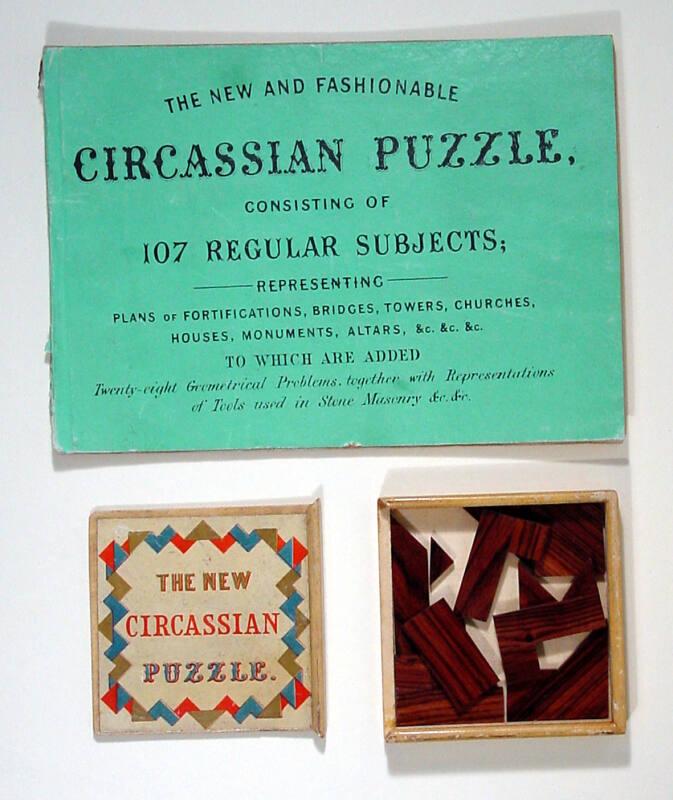 THE NEW AND FASHIONABLE
CIRCASSIAN PUZZLE,
CONSISTING OF
107 REGULAR SUBJECTS;
REPRESENTING
PLANS OF FORTIFICATIONS, BRIDGES, TOWERS, CHURCHES,
HOUSES, MONUMENTS, ALTARS, &c. &c. &c.
TO WHICH ARE ADDED
Twenty-eight Geometrical Problems, together with Representations
of Tools used in Stone Masonry &c. &c.
THE NEW
CIRCASSIAN
PUZZLE.